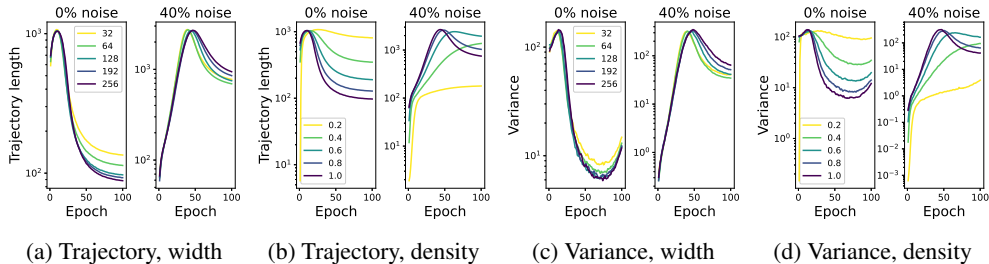 0% noise
40% noise
Trajectory length
10³
10²
32
64
128
192
256
10³
10²
0
50
100
0
50
100
Epoch
Epoch
(a) Trajectory, width
0% noise
40% noise
Trajectory length
10³
10²
10¹
0.2
0.4
0.6
0.8
1.0
10³
10²
10¹
0
50
100
0
50
100
Epoch
Epoch
(b) Trajectory, density
0% noise
40% noise
Variance
10²
10¹
32
64
128
192
256
10²
10¹
10⁰
0
50
100
0
50
100
Epoch
Epoch
(c) Variance, width
0% noise
40% noise
Variance
10²
10¹
10⁰
0.2
0.4
0.6
0.8
1.0
10²
10¹
10⁰
10⁻¹
10⁻²
10⁻³
0
50
100
0
50
100
Epoch
Epoch
(d) Variance, density